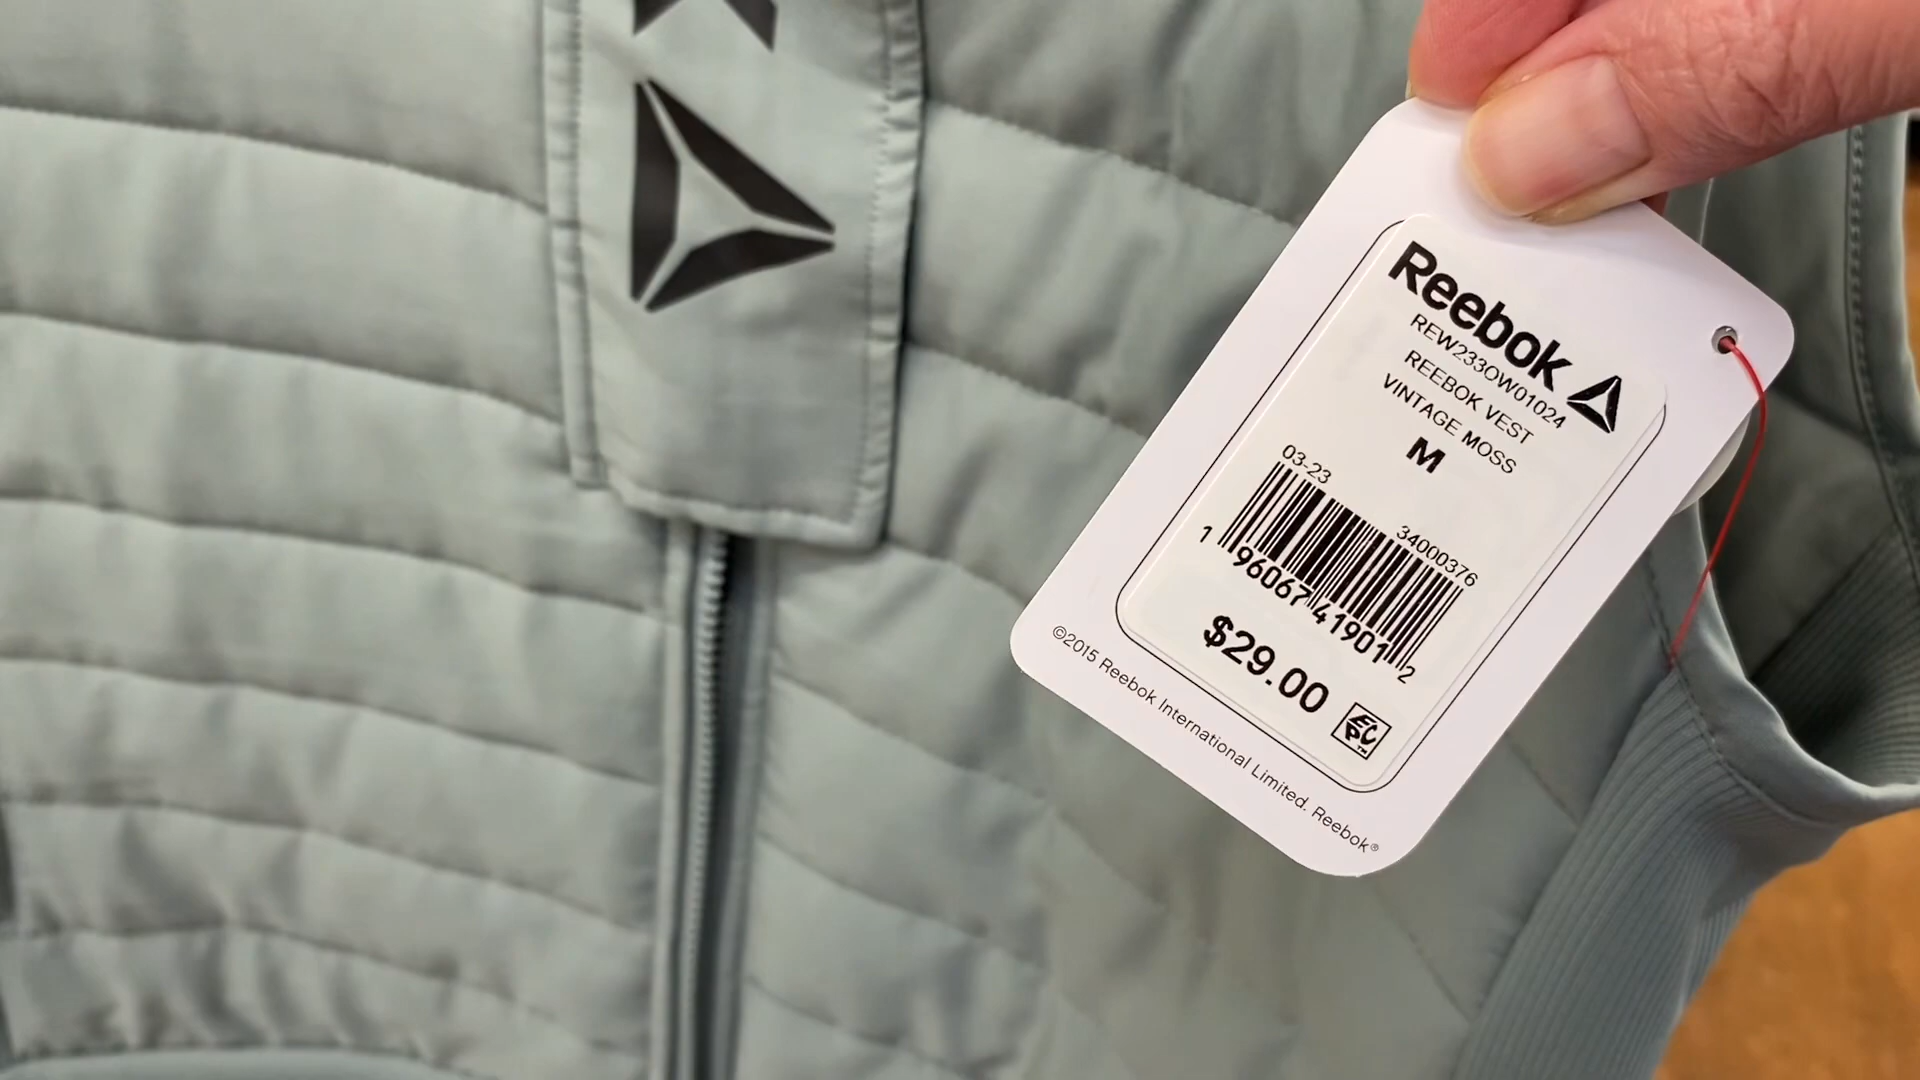 Reebok
REW233OW01024
REEBOK VEST
VINTAGE MOSS
M
03-23
34000376
1 96067 41901 2
$29.00
EPC™
©2015 Reebok International Limited. Reebok®